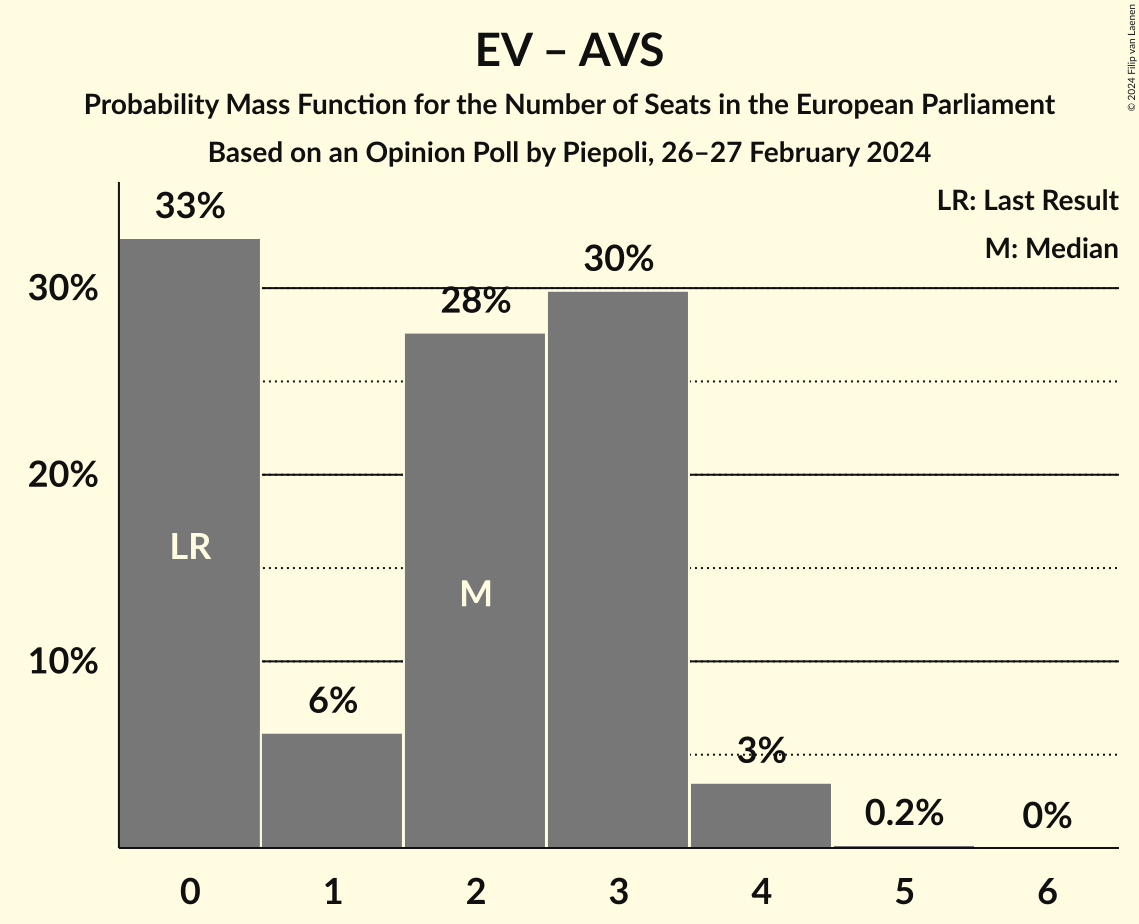 EV – AVS
Probability Mass Function for the Number of Seats in the European Parliament
Based on an Opinion Poll by Piepoli, 26–27 February 2024
© 2024 Filip van Laenen
LR: Last Result
M: Median
33%
30%
28%
30%
20%
LR
M
10%
6%
3%
0.2%
0%
0 1 2 3 4 5 6